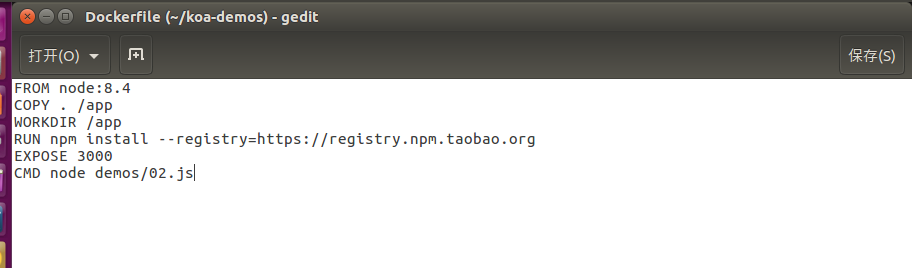 Dockerfile (~/koa-demos) - gedit
打开(O)
保存(S)
FROM node:8.4
COPY . /app
WORKDIR /app
RUN npm install --registry=https://registry.npm.taobao.org
EXPOSE 3000
CMD node demos/02.js